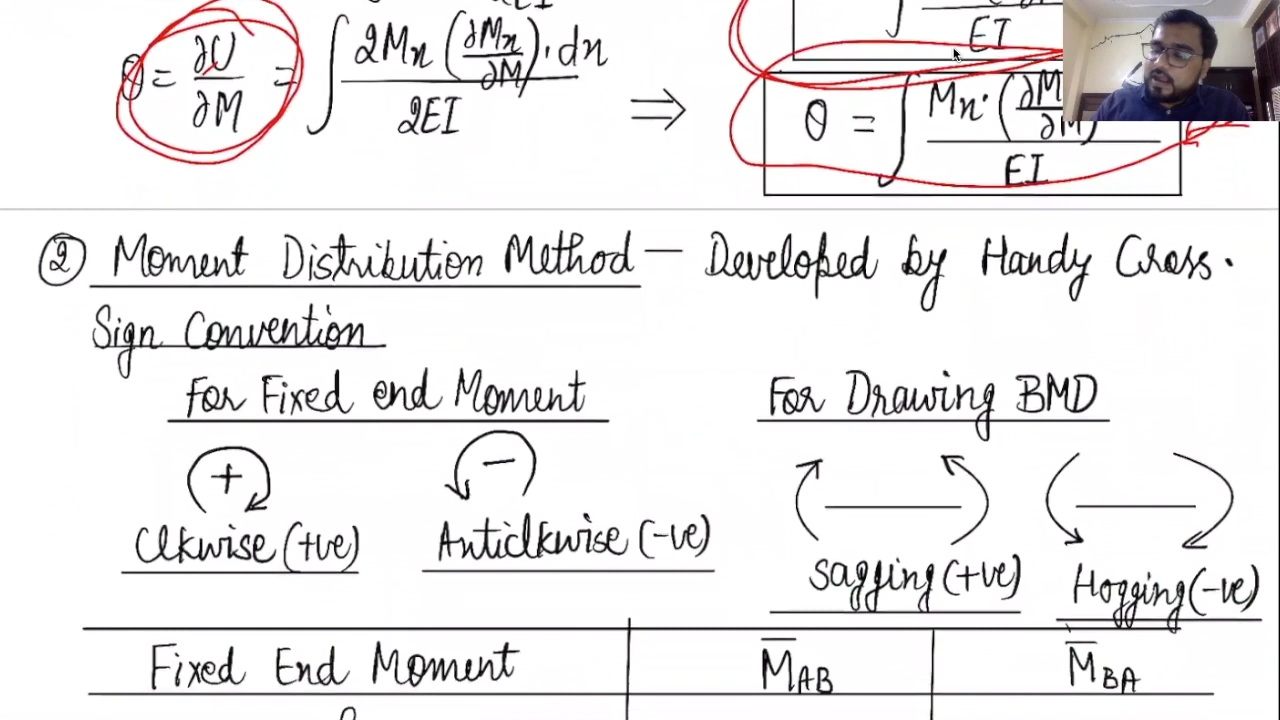 θ = ∂U/∂M = ∫ 2Mx (∂Mx/∂M).dx / 2EI ⇒ θ = ∫ Mx. (∂M / ∂M) / EI
EI
② Moment Distribution Method — Developed by Handy Cross.
Sign Convention
For Fixed end Moment For Drawing BMD
+ −
Clkwise (+ve) Anticlkwise (-ve)
Sagging (+ve) Hogging (-ve)
Fixed End Moment M̅AB M̅BA